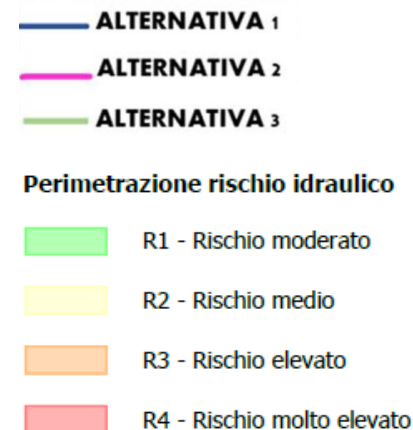 ALTERNATIVA 1
ALTERNATIVA 2
ALTERNATIVA 3
Perimetrazione rischio idraulico
R1 - Rischio moderato
R2 - Rischio medio
R3 - Rischio elevato
R4 - Rischio molto elevato